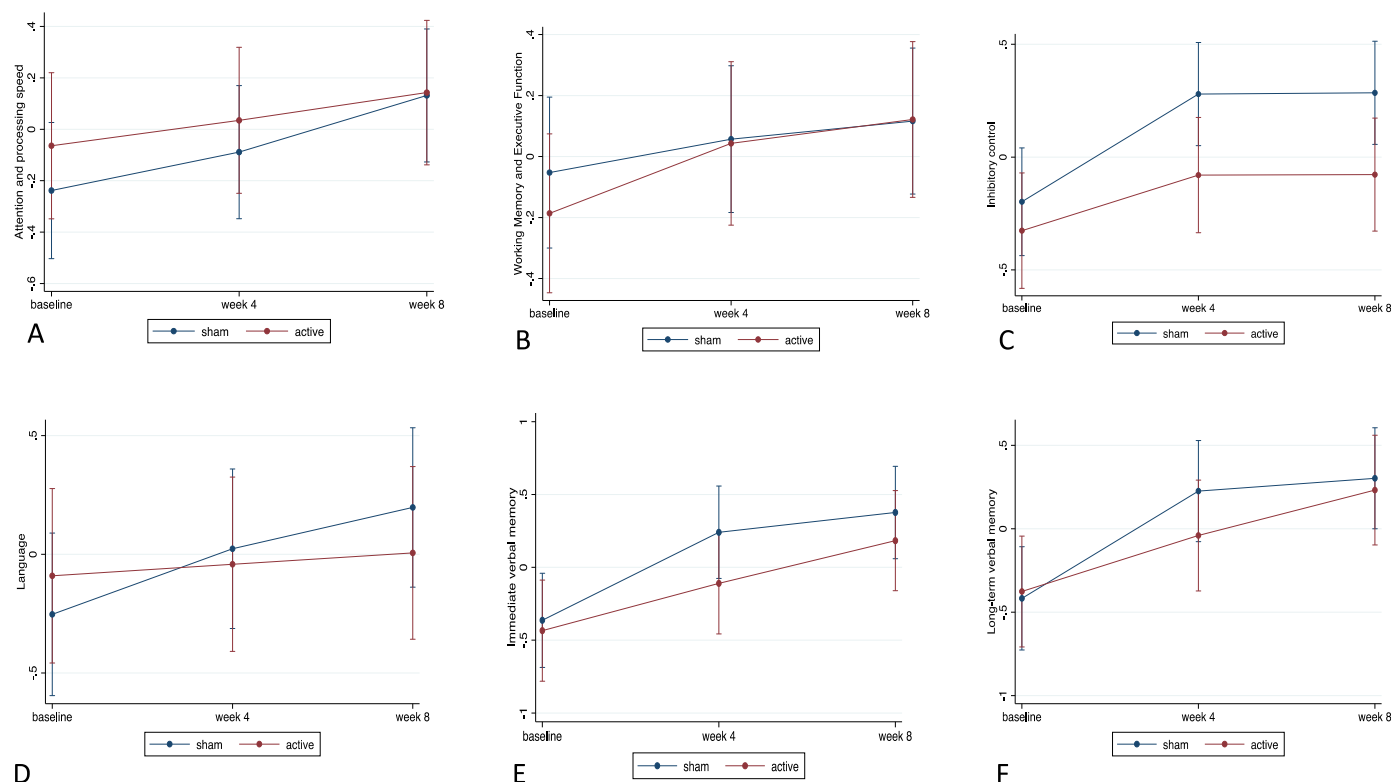 Attention and processing speed
.4
.2
0
-.2
-.4
-.6
baseline
week 4
week 8
sham
active
A
Working Memory and Executive Function
.4
.2
0
-.2
-.4
baseline
week 4
week 8
sham
active
B
Inhibitory control
.5
0
-.5
baseline
week 4
week 8
sham
active
C
Language
.5
0
-.5
baseline
week 4
week 8
sham
active
D
Immediate verbal memory
1
0.5
0
-0.5
-1
baseline
week 4
week 8
sham
active
E
Long-term verbal memory
.5
0
-.5
-1
baseline
week 4
week 8
sham
active
F